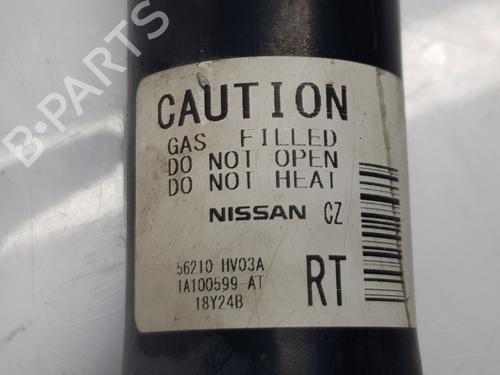 B-PARTS
CAUTION
GAS FILLED
DO NOT OPEN
DO NOT HEAT
NISSAN CZ
56210 HV03A
1A100599-AT
18Y24B
RT